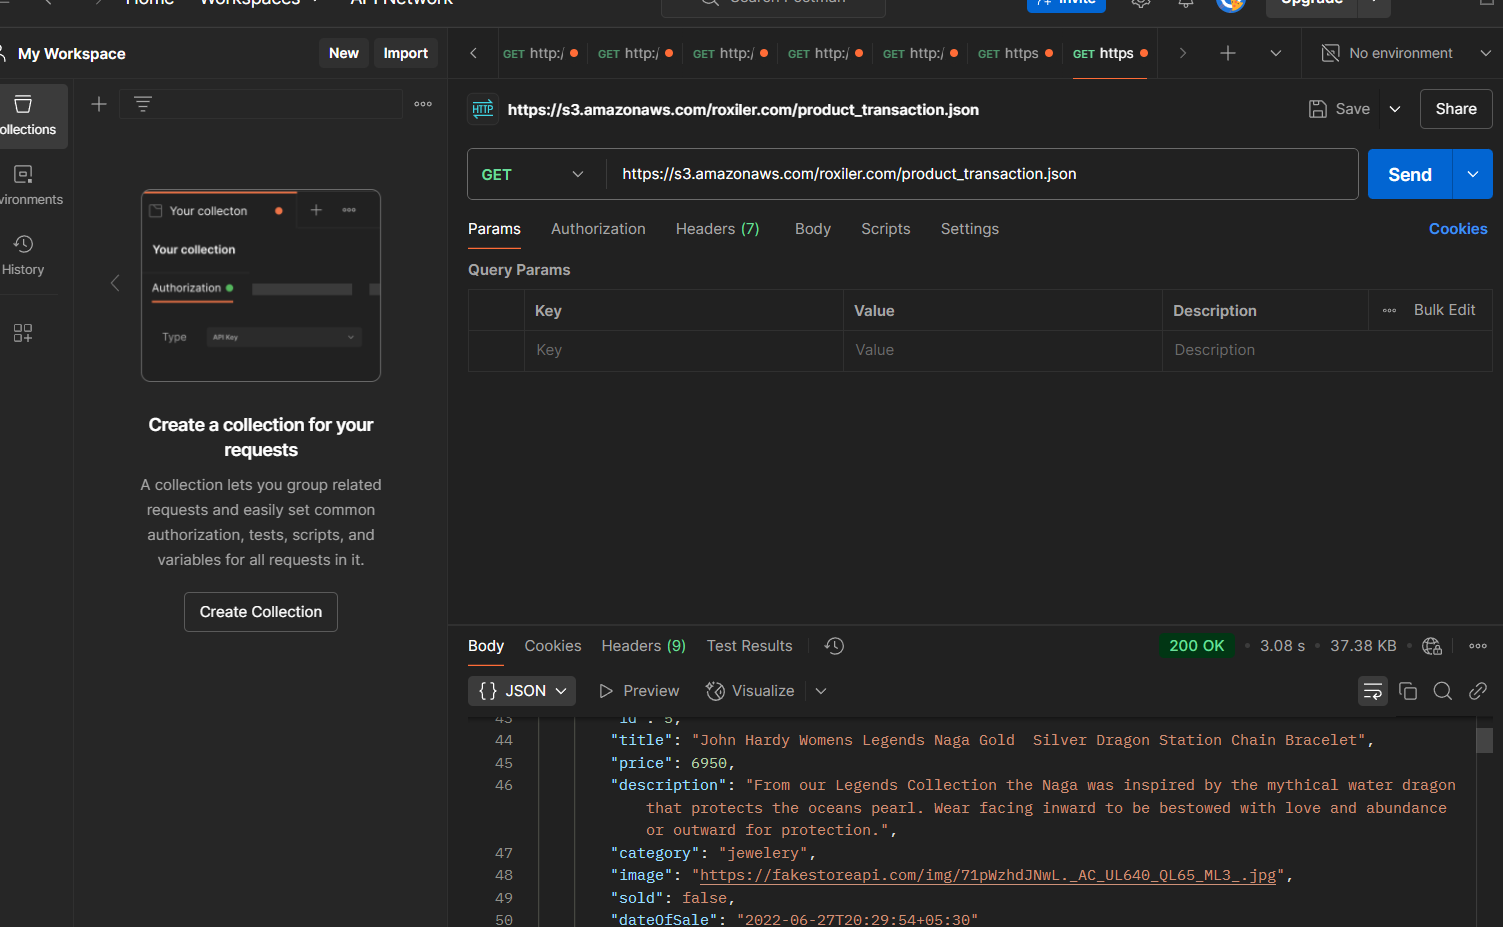 Home Workspaces API Network
Search Postman
Invite
Upgrade
My Workspace
New Import
GET http:/ GET http:/ GET http:/ GET http:/ GET http:/ GET https GET https
No environment
ollections
vironments
History
Your collecton
Your collection
Authorization
Type API Key
Create a collection for your
requests
A collection lets you group related
requests and easily set common
authorization, tests, scripts, and
variables for all requests in it.
Create Collection
HTTP https://s3.amazonaws.com/roxiler.com/product_transaction.json
Save Share
GET https://s3.amazonaws.com/roxiler.com/product_transaction.json
Send
Params Authorization Headers (7) Body Scripts Settings Cookies
Query Params
Key Value Description Bulk Edit
Key Value Description
Body Cookies Headers (9) Test Results 200 OK 3.08 s 37.38 KB
{} JSON Preview Visualize
43 "id": 5,
44 "title": "John Hardy Womens Legends Naga Gold  Silver Dragon Station Chain Bracelet",
45 "price": 6950,
46 "description": "From our Legends Collection the Naga was inspired by the mythical water dragon
that protects the oceans pearl. Wear facing inward to be bestowed with love and abundance
or outward for protection.",
47 "category": "jewelery",
48 "image": "https://fakestoreapi.com/img/71pWzhdJNwL._AC_UL640_QL65_ML3_.jpg",
49 "sold": false,
50 "dateOfSale": "2022-06-27T20:29:54+05:30"